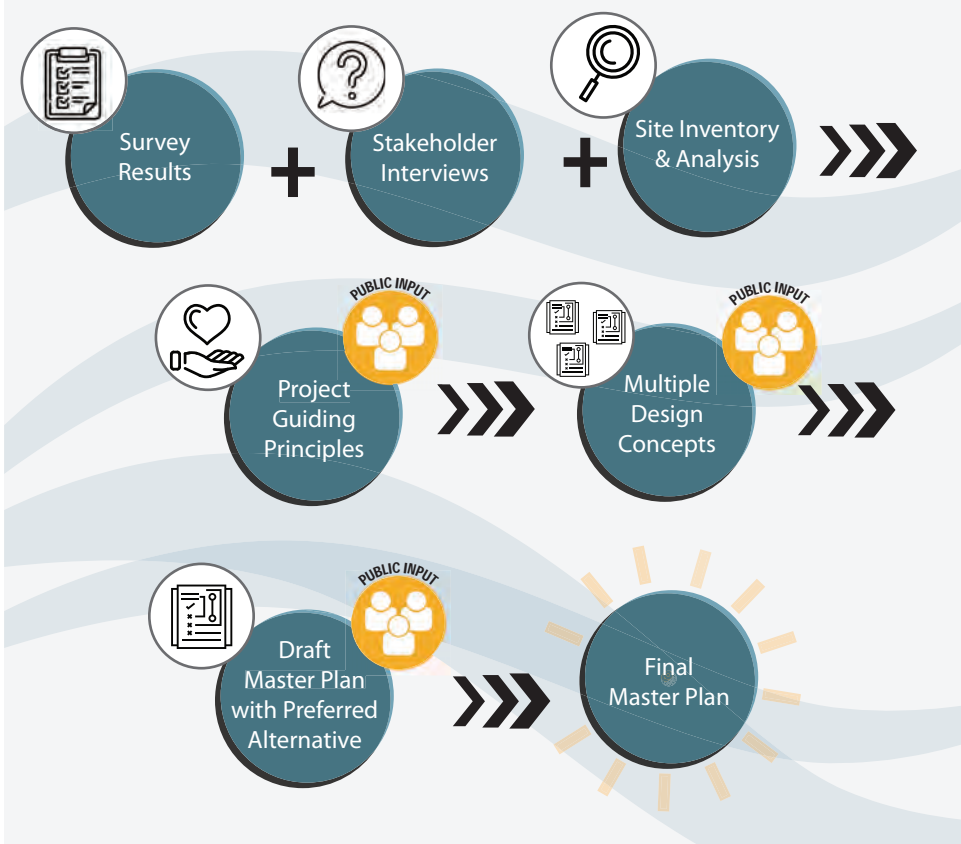 Survey
Results
Stakeholder
Interviews
Site Inventory
& Analysis
PUBLIC INPUT
Project
Guiding
Principles
PUBLIC INPUT
Multiple
Design
Concepts
PUBLIC INPUT
Draft
Master Plan
with Preferred
Alternative
Final
Master Plan